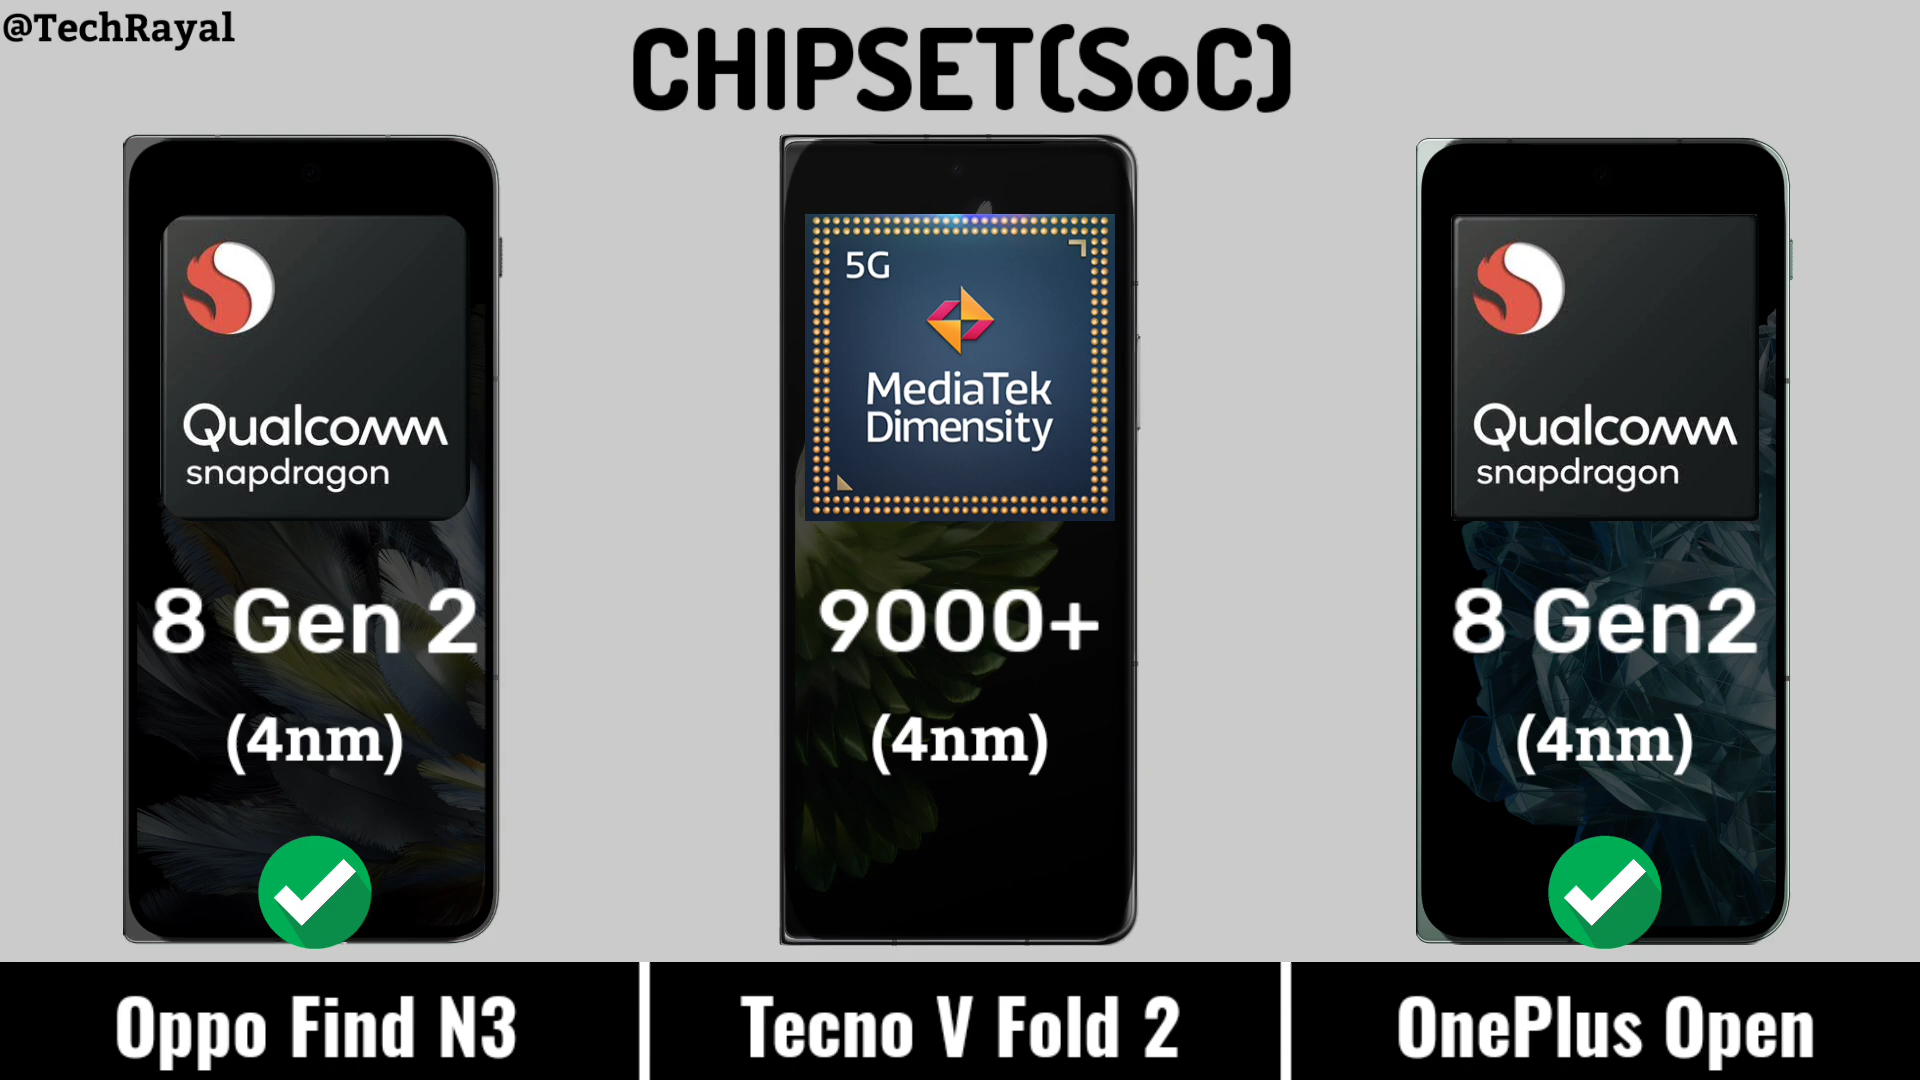 @TechRayal
CHIPSET(SoC)
Qualcomm
snapdragon
8 Gen 2
(4nm)
5G
MediaTek
Dimensity
9000+
(4nm)
Qualcomm
snapdragon
8 Gen2
(4nm)
Oppo Find N3
Tecno V Fold 2
OnePlus Open